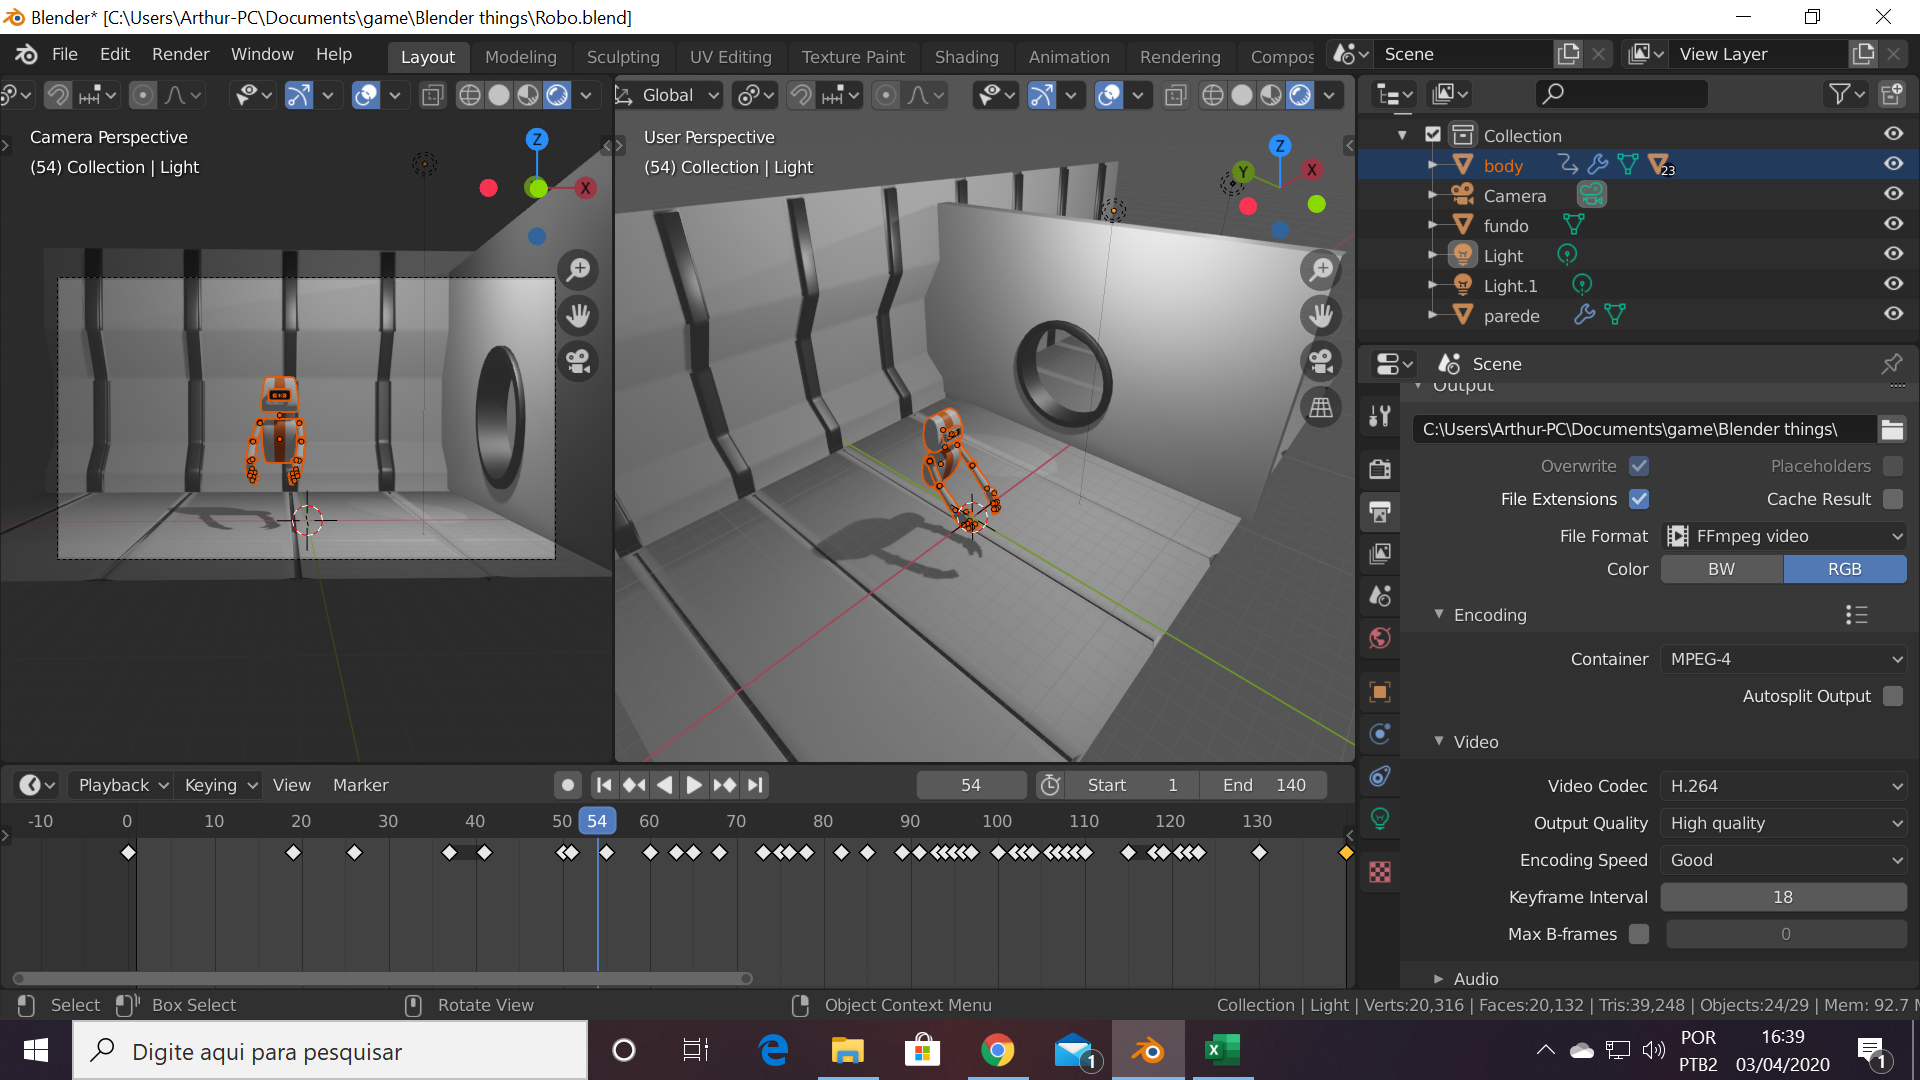 Blender* [C:\Users\Arthur-PC\Documents\game\Blender things\Robo.blend]
File Edit Render Window Help Layout Modeling Sculpting UV Editing Texture Paint Shading Animation Rendering Compos Scene View Layer
Global
Camera Perspective
(54) Collection | Light
Z
X
User Perspective
(54) Collection | Light
Z
Y
X
Collection
body 23
Camera
fundo
Light
Light.1
parede
Scene
Output
C:\Users\Arthur-PC\Documents\game\Blender things\
Overwrite Placeholders
File Extensions Cache Result
File Format FFmpeg video
Color BW RGB
Encoding
Container MPEG-4
Autosplit Output
Video
Video Codec H.264
Output Quality High quality
Encoding Speed Good
Keyframe Interval 18
Max B-frames 0
Audio
Playback Keying View Marker 54 Start 1 End 140
-10 0 10 20 30 40 50 54 60 70 80 90 100 110 120 130
Select Box Select Rotate View Object Context Menu Collection | Light | Verts:20,316 | Faces:20,132 | Tris:39,248 | Objects:24/29 | Mem: 92.7 M
Digite aqui para pesquisar
1
POR
PTB2
16:39
03/04/2020
1